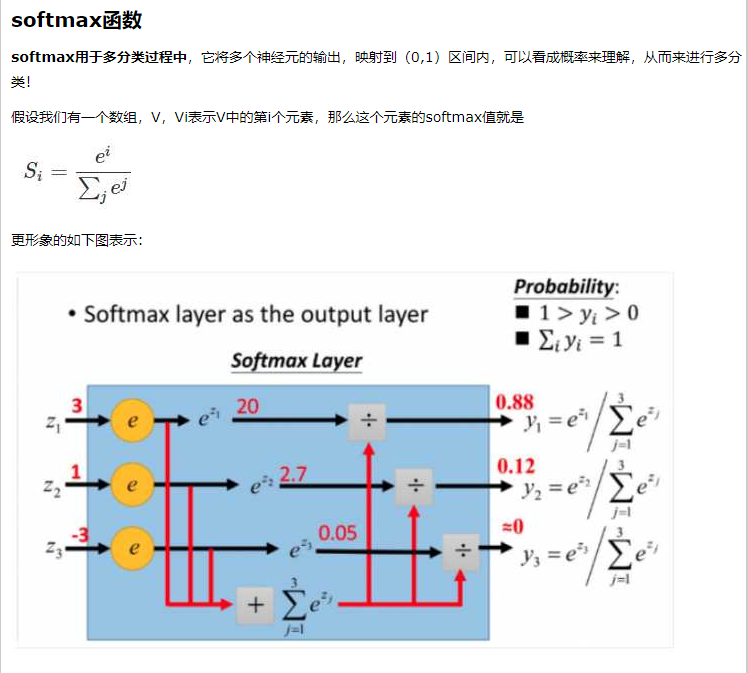 softmax函数
softmax用于多分类过程中，它将多个神经元的输出，映射到（0,1）区间内，可以看成概率来理解，从而来进行多分
类！
假设我们有一个数组，V，Vi表示V中的第i个元素，那么这个元素的softmax值就是
S_i = e^i / ∑_j e^j
更形象的如下图表示：
• Softmax layer as the output layer
Probability:
■ 1 > y_i > 0
■ ∑_i y_i = 1
Softmax Layer
z_1 3 e e^{z_1} 20 ÷ 0.88 y_1 = e^{z_1} / ∑_{j=1}^{3} e^{z_j}
z_2 1 e e^{z_2} 2.7 ÷ 0.12 y_2 = e^{z_2} / ∑_{j=1}^{3} e^{z_j}
z_3 -3 e e^{z_3} 0.05 ÷ ≈0 y_3 = e^{z_3} / ∑_{j=1}^{3} e^{z_j}
+ ∑_{j=1}^{3} e^{z_j}